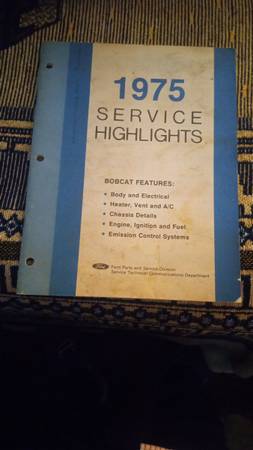 1975
SERVICE
HIGHLIGHTS
BOBCAT FEATURES:
• Body and Electrical
• Heater, Vent and A/C
• Chassis Details
• Engine, Ignition and Fuel
• Emission Control Systems
Ford
Ford Parts and Service Division
Service Technical Communications Department